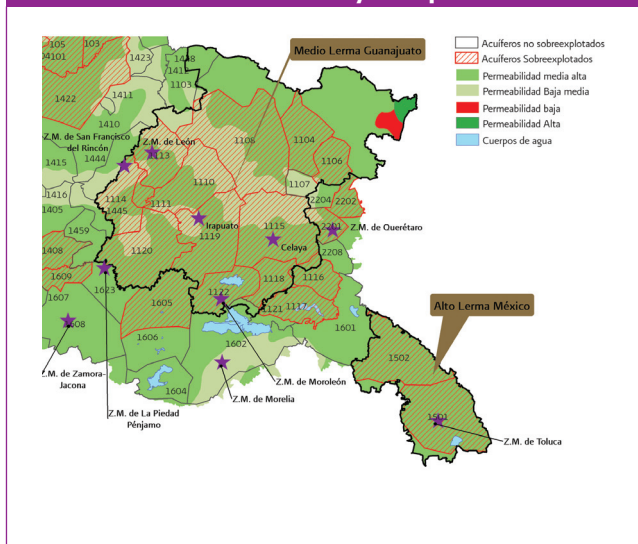 Medio Lerma Guanajuato
Acuíferos no sobreexplotados
Acuíferos Sobreexplotados
Permeabilidad media alta
Permeabilidad Baja media
Permeabilidad baja
Permeabilidad Alta
Cuerpos de agua
105
103
4101
1423
1408
1411
1103
1422
1411
1410
Z.M. de San Francisco
del Rincón
Z.M. de León
1108
1104
1415
1444
1113
1106
1416
1110
1107
1405
1114
1445
1111
2204
2202
1459
Irapuato
1119
1115
2201
Z.M. de Querétaro
1408
1120
Celaya
2208
1609
1607
1623
1605
1122
1118
1116
1121
1117
Alto Lerma México
1608
1606
1602
1601
1502
Z.M. de Zamora-
Jacona
1604
Z.M. de Moroleón
Z.M. de Morelia
Z.M. de La Piedad
Pénjamo
1501
Z.M. de Toluca